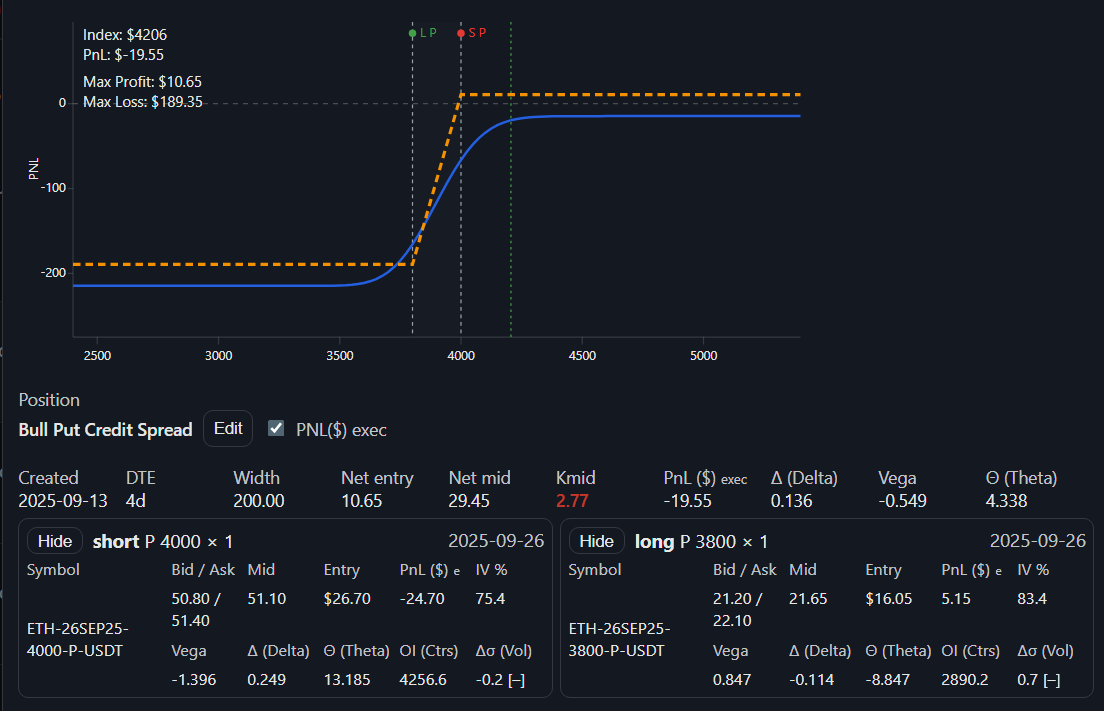 Index: $4206
PnL: $-19.55
Max Profit: $10.65
Max Loss: $189.35
L P
S P
PNL
0
-100
-200
2500 3000 3500 4000 4500 5000
Position
Bull Put Credit Spread Edit PNL($) exec
Created DTE Width Net entry Net mid Kmid PnL ($) exec Δ (Delta) Vega Θ (Theta)
2025-09-13 4d 200.00 10.65 29.45 2.77 -19.55 0.136 -0.549 4.338
Hide short P 4000 × 1 2025-09-26
Symbol Bid / Ask Mid Entry PnL ($) e IV %
50.80 / 51.10 $26.70 -24.70 75.4
51.40
ETH-26SEP25-
4000-P-USDT
Vega Δ (Delta) Θ (Theta) OI (Ctrs) Δσ (Vol)
-1.396 0.249 13.185 4256.6 -0.2 [–]
Hide long P 3800 × 1 2025-09-26
Symbol Bid / Ask Mid Entry PnL ($) e IV %
21.20 / 21.65 $16.05 5.15 83.4
22.10
ETH-26SEP25-
3800-P-USDT
Vega Δ (Delta) Θ (Theta) OI (Ctrs) Δσ (Vol)
0.847 -0.114 -8.847 2890.2 0.7 [–]